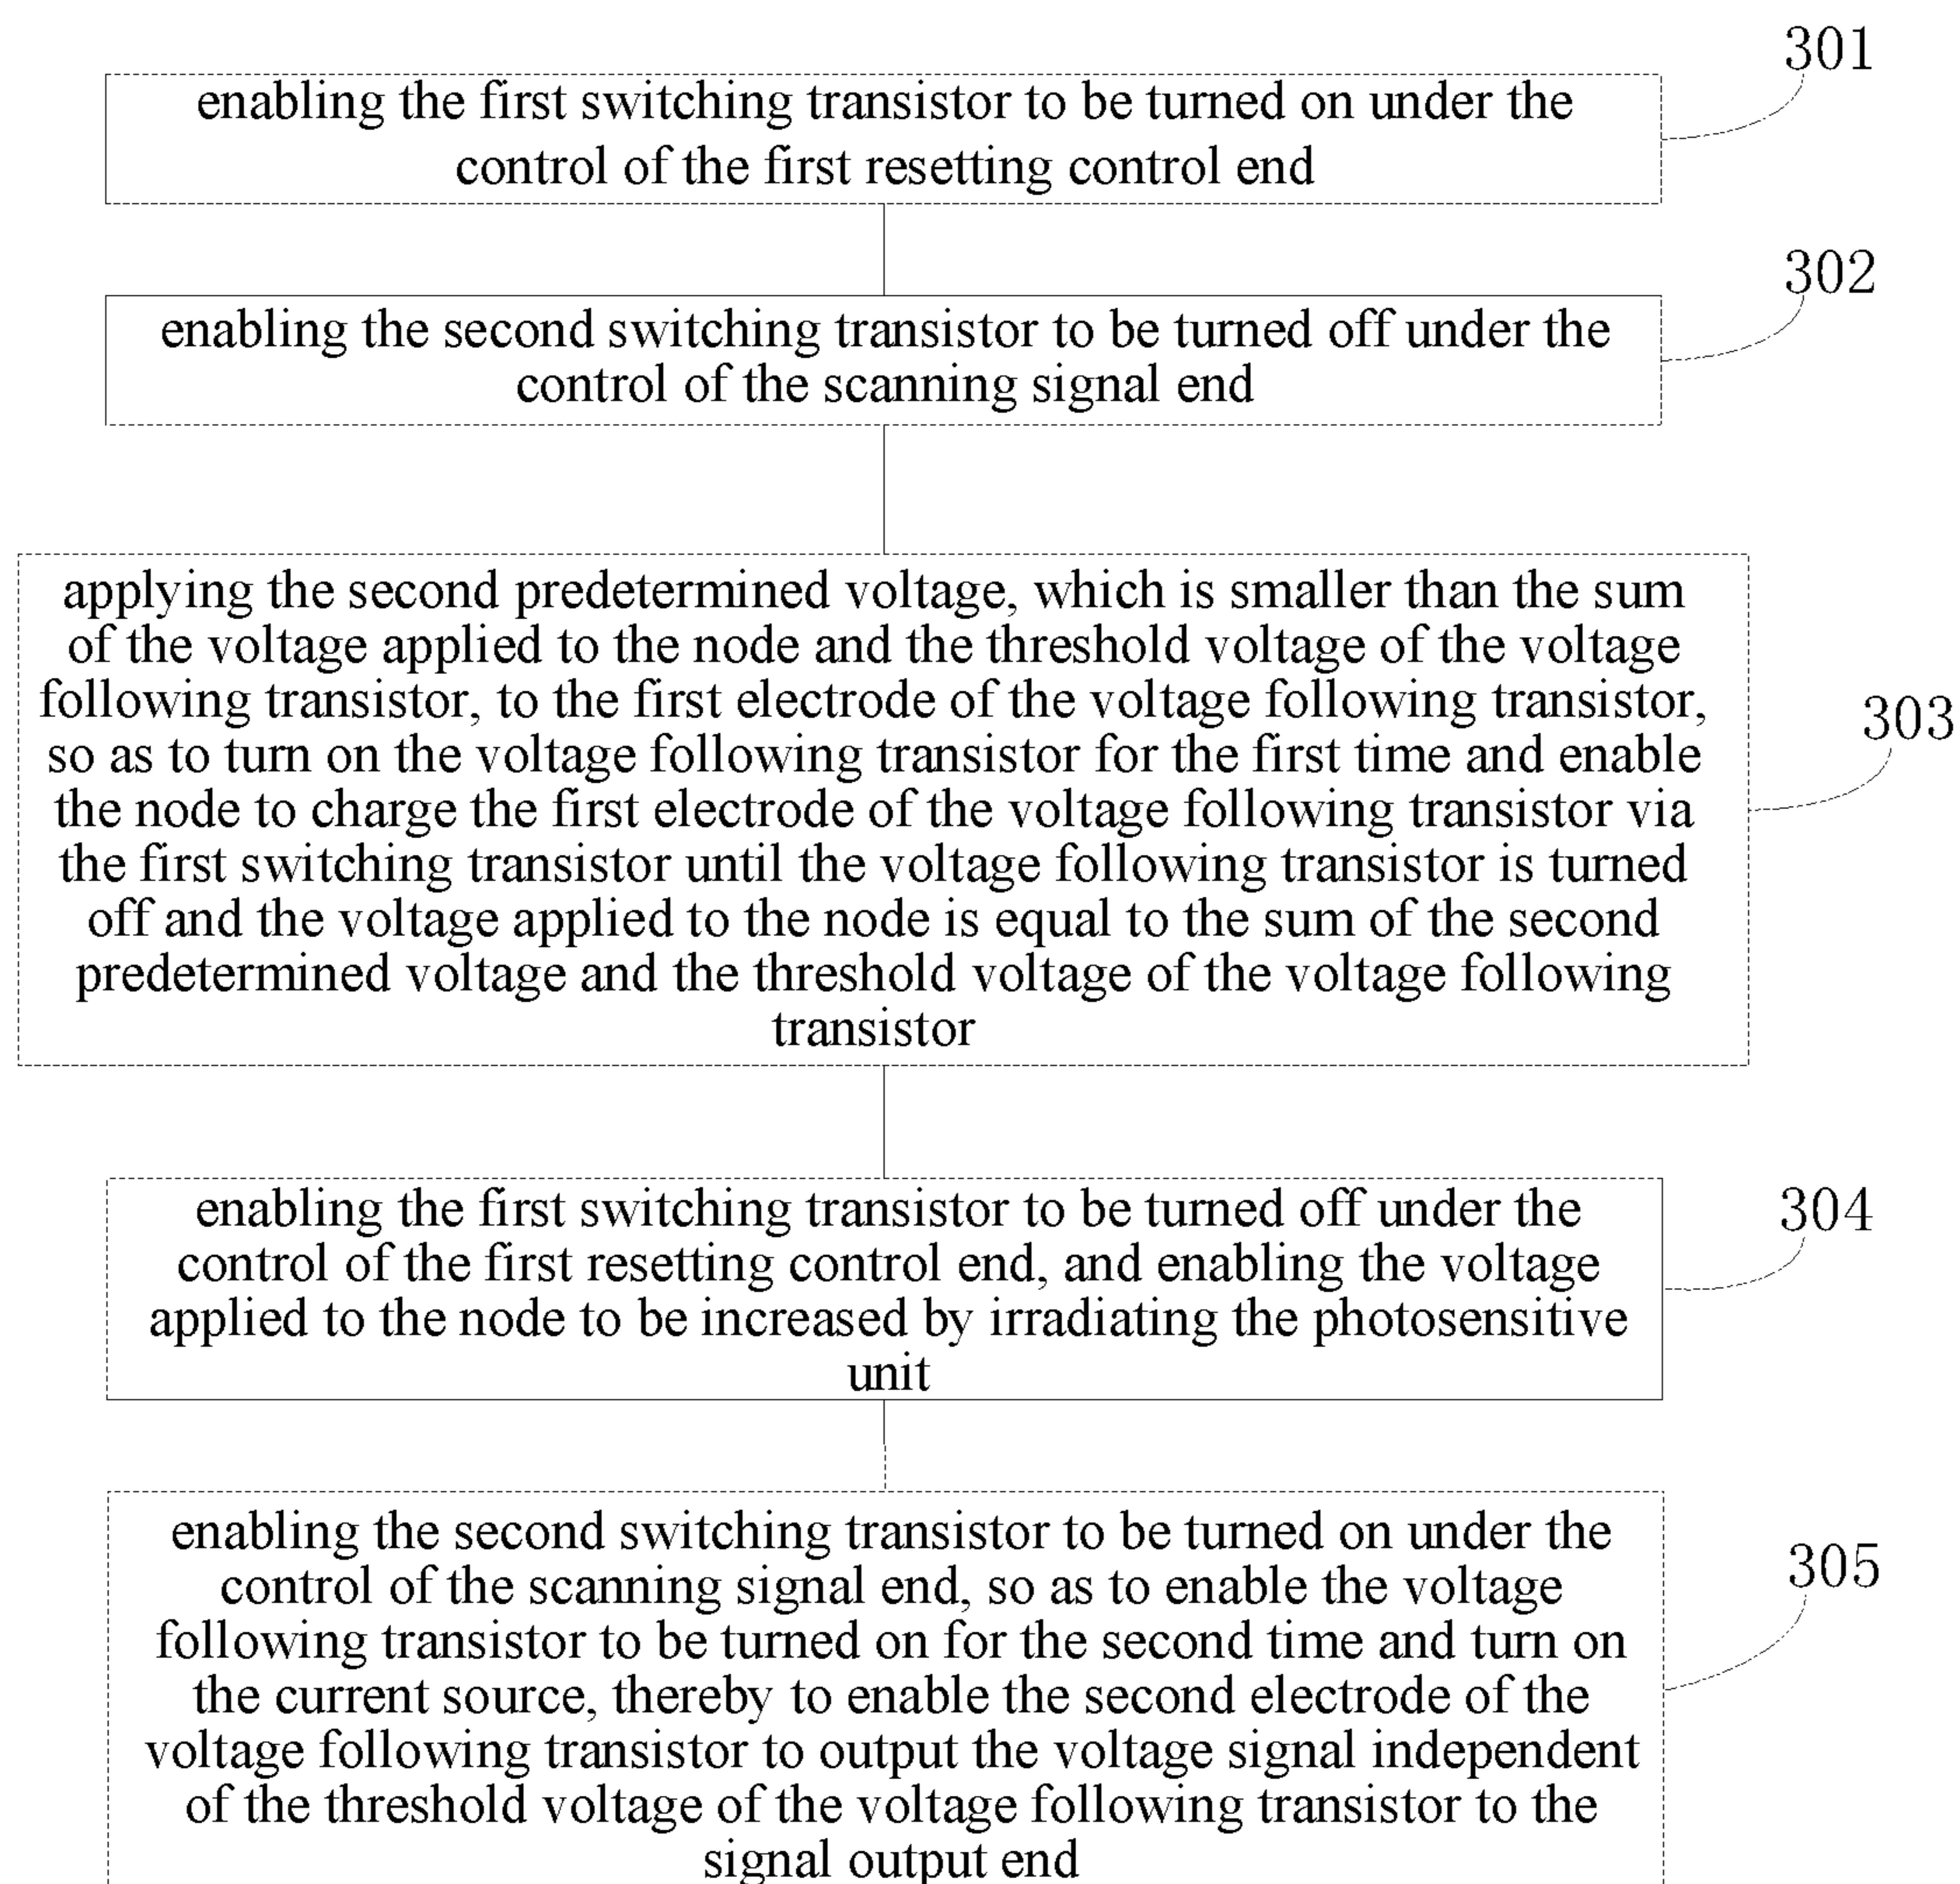 301
enabling the first switching transistor to be turned on under the
control of the first resetting control end
302
enabling the second switching transistor to be turned off under the
control of the scanning signal end
applying the second predetermined voltage, which is smaller than the sum
of the voltage applied to the node and the threshold voltage of the voltage
following transistor, to the first electrode of the voltage following transistor,
so as to turn on the voltage following transistor for the first time and enable
the node to charge the first electrode of the voltage following transistor via
the first switching transistor until the voltage following transistor is turned
off and the voltage applied to the node is equal to the sum of the second
predetermined voltage and the threshold voltage of the voltage following
transistor
303
enabling the first switching transistor to be turned off under the
control of the first resetting control end, and enabling the voltage
applied to the node to be increased by irradiating the photosensitive
unit
304
enabling the second switching transistor to be turned on under the
control of the scanning signal end, so as to enable the voltage
following transistor to be turned on for the second time and turn on
the current source, thereby to enable the second electrode of the
voltage following transistor to output the voltage signal independent
of the threshold voltage of the voltage following transistor to the
signal output end
305